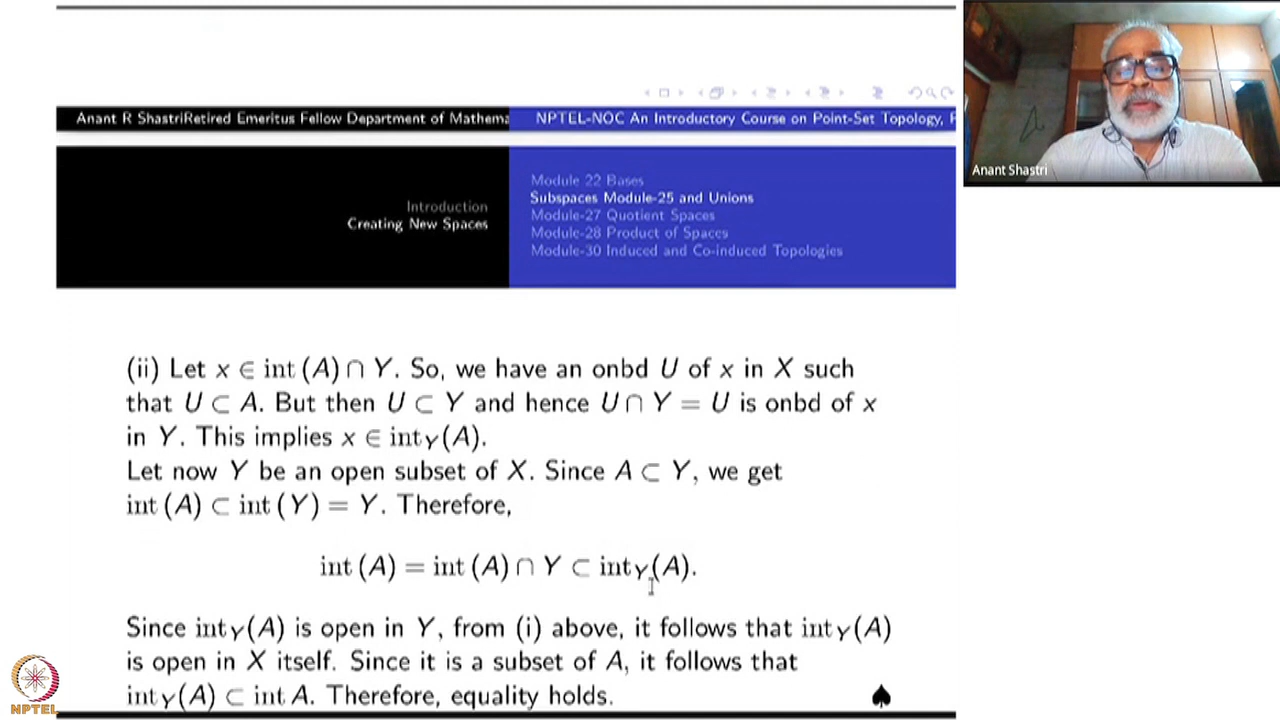 Anant R ShastriRetired Emeritus Fellow Department of Mathema
NPTEL-NOC An Introductory Course on Point-Set Topology, P
Introduction
Creating New Spaces
Module 22 Bases
Subspaces Module-25 and Unions
Module-27 Quotient Spaces
Module-28 Product of Spaces
Module-30 Induced and Co-induced Topologies
(ii) Let x ∈ int (A) ∩ Y. So, we have an onbd U of x in X such
that U ⊂ A. But then U ⊂ Y and hence U ∩ Y = U is onbd of x
in Y. This implies x ∈ int_Y(A).
Let now Y be an open subset of X. Since A ⊂ Y, we get
int (A) ⊂ int (Y) = Y. Therefore,
int (A) = int (A) ∩ Y ⊂ int_Y(A).
Since int_Y(A) is open in Y, from (i) above, it follows that int_Y(A)
is open in X itself. Since it is a subset of A, it follows that
int_Y(A) ⊂ int A. Therefore, equality holds. ♠
Anant Shastri
NPTEL